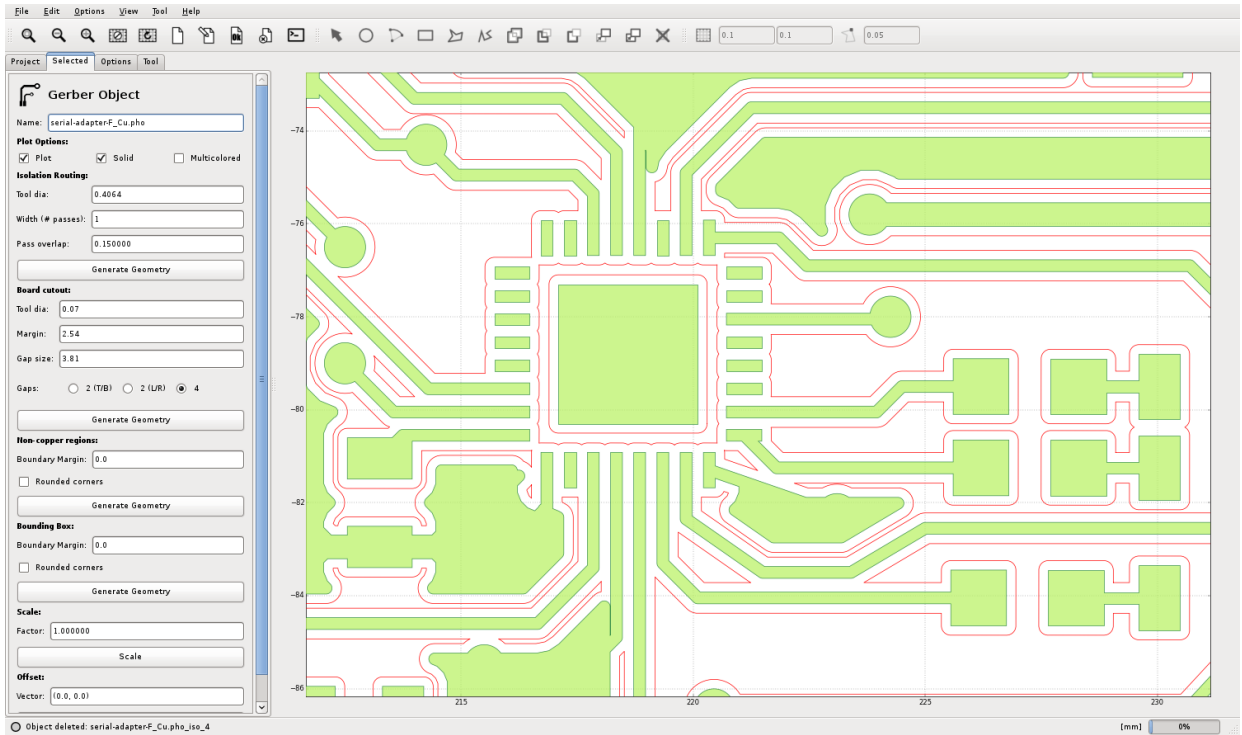 File Edit Options View Tool Help
0.1 0.1 0.05
Project Selected Options Tool
Gerber Object
Name: serial-adapter-F_Cu.pho
Plot Options:
Plot Solid Multicolored
Isolation Routing:
Tool dia: 0.4064
Width (# passes): 1
Pass overlap: 0.150000
Generate Geometry
Board cutout:
Tool dia: 0.07
Margin: 2.54
Gap size: 3.81
Gaps: 2 (T/B) 2 (L/R) 4
Generate Geometry
Non-copper regions:
Boundary Margin: 0.0
Rounded corners
Generate Geometry
Bounding Box:
Boundary Margin: 0.0
Rounded corners
Generate Geometry
Scale:
Factor: 1.000000
Scale
Offset:
Vector: (0.0, 0.0)
−74
−76
−78
−80
−82
−84
−86
215 220 225 230
Object deleted: serial-adapter-F_Cu.pho_iso_4
[mm] 0%